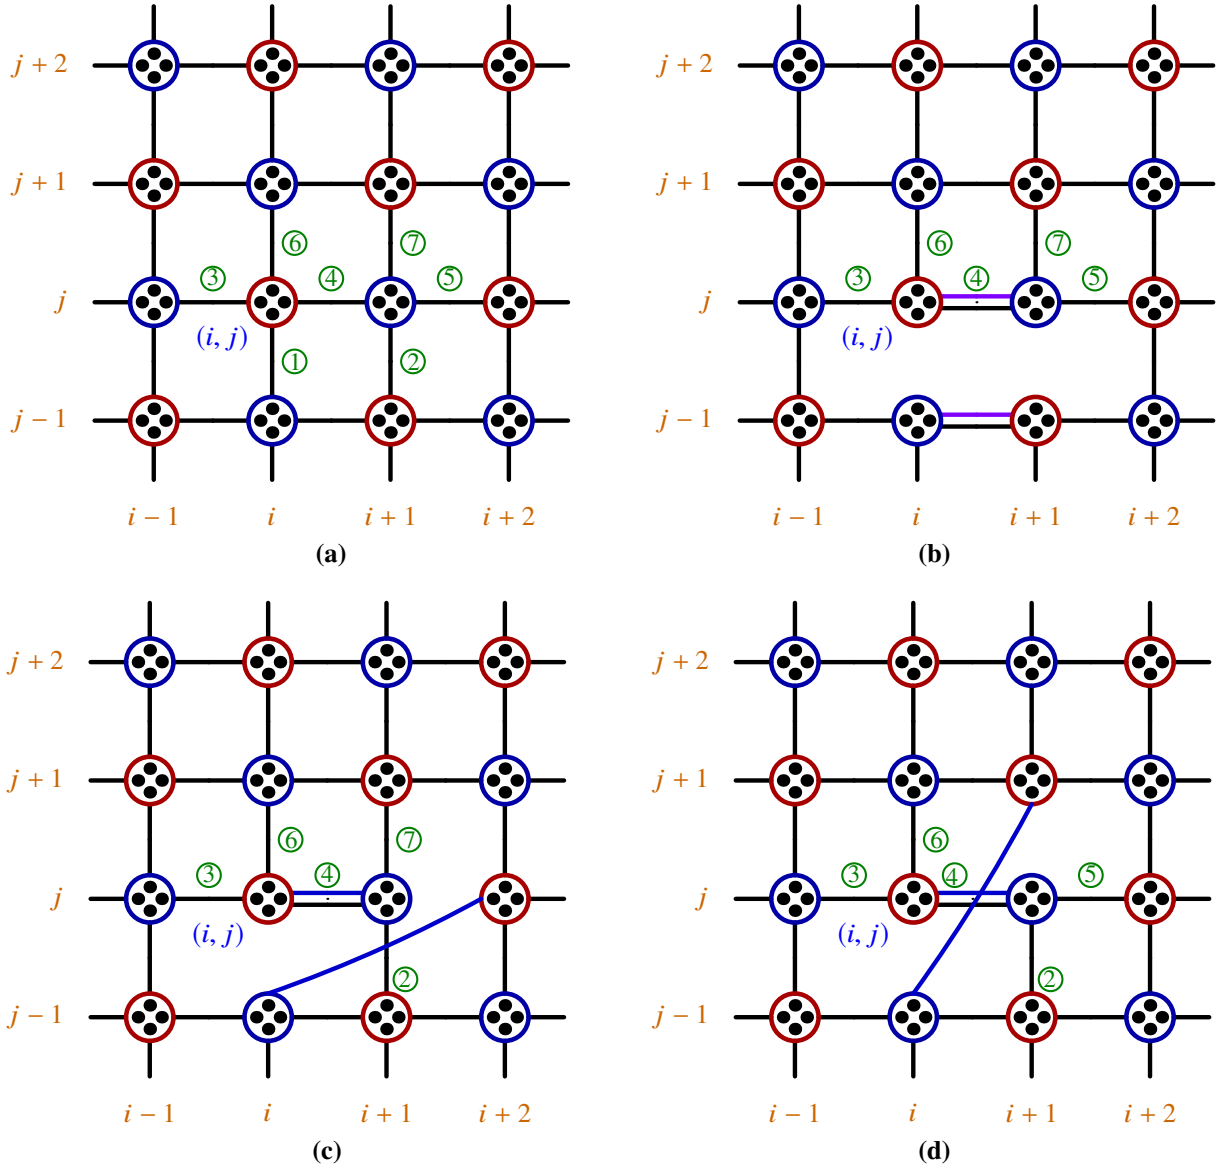 j + 2
j + 1
⑥ ⑦
③ ④ ⑤
j
(i, j)
① ②
j − 1
i − 1 i i + 1 i + 2
(a)
j + 2
j + 1
⑥ ⑦
③ ④ ⑤
j
(i, j)
j − 1
i − 1 i i + 1 i + 2
(b)
j + 2
j + 1
⑥ ⑦
③ ④
j
(i, j)
②
j − 1
i − 1 i i + 1 i + 2
(c)
j + 2
j + 1
⑥
③ ④ ⑤
j
(i, j)
②
j − 1
i − 1 i i + 1 i + 2
(d)